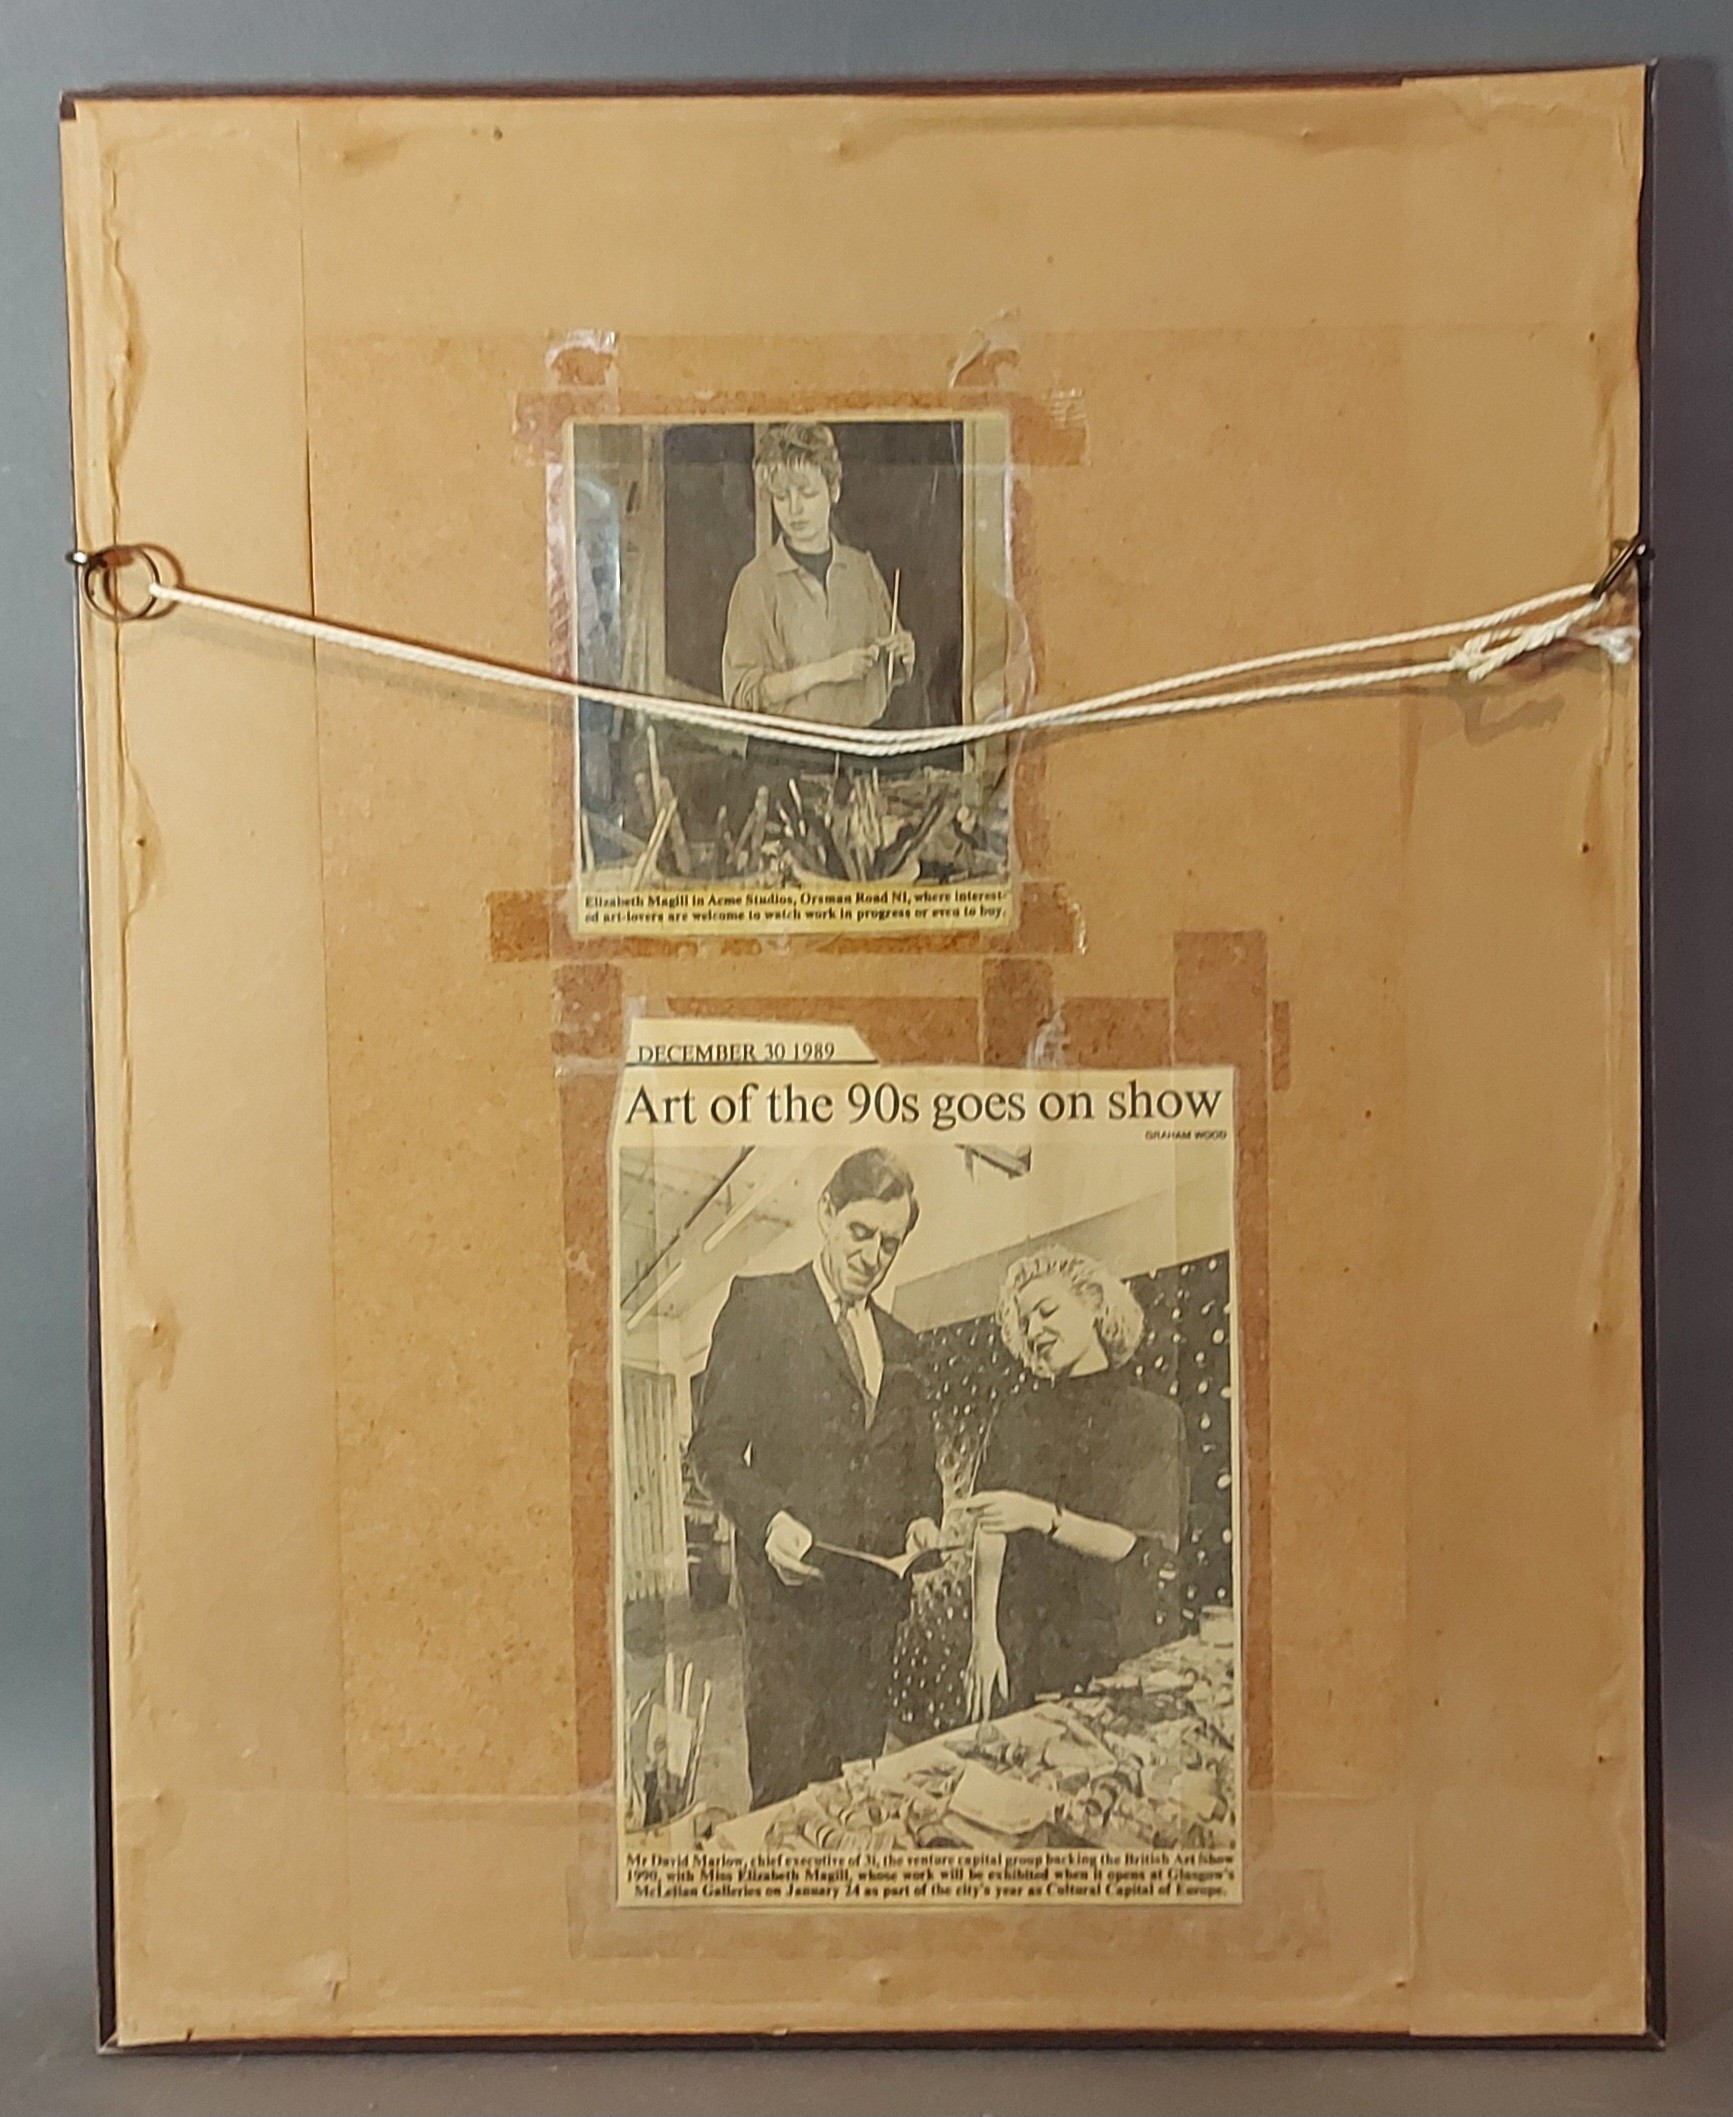 Elizabeth Magill in Acme Studios, Orsman Road N1, where interest-
ed art-lovers are welcome to watch work in progress or even to buy.
DECEMBER 30 1989
Art of the 90s goes on show
GRAHAM WOOD
Mr David Marlow, chief executive of 3i, the venture capital group backing the British Art Show
1990, with Miss Elizabeth Magill, whose work will be exhibited when it opens at Glasgow's
McLellan Galleries on January 24 as part of the city's year as Cultural Capital of Europe.